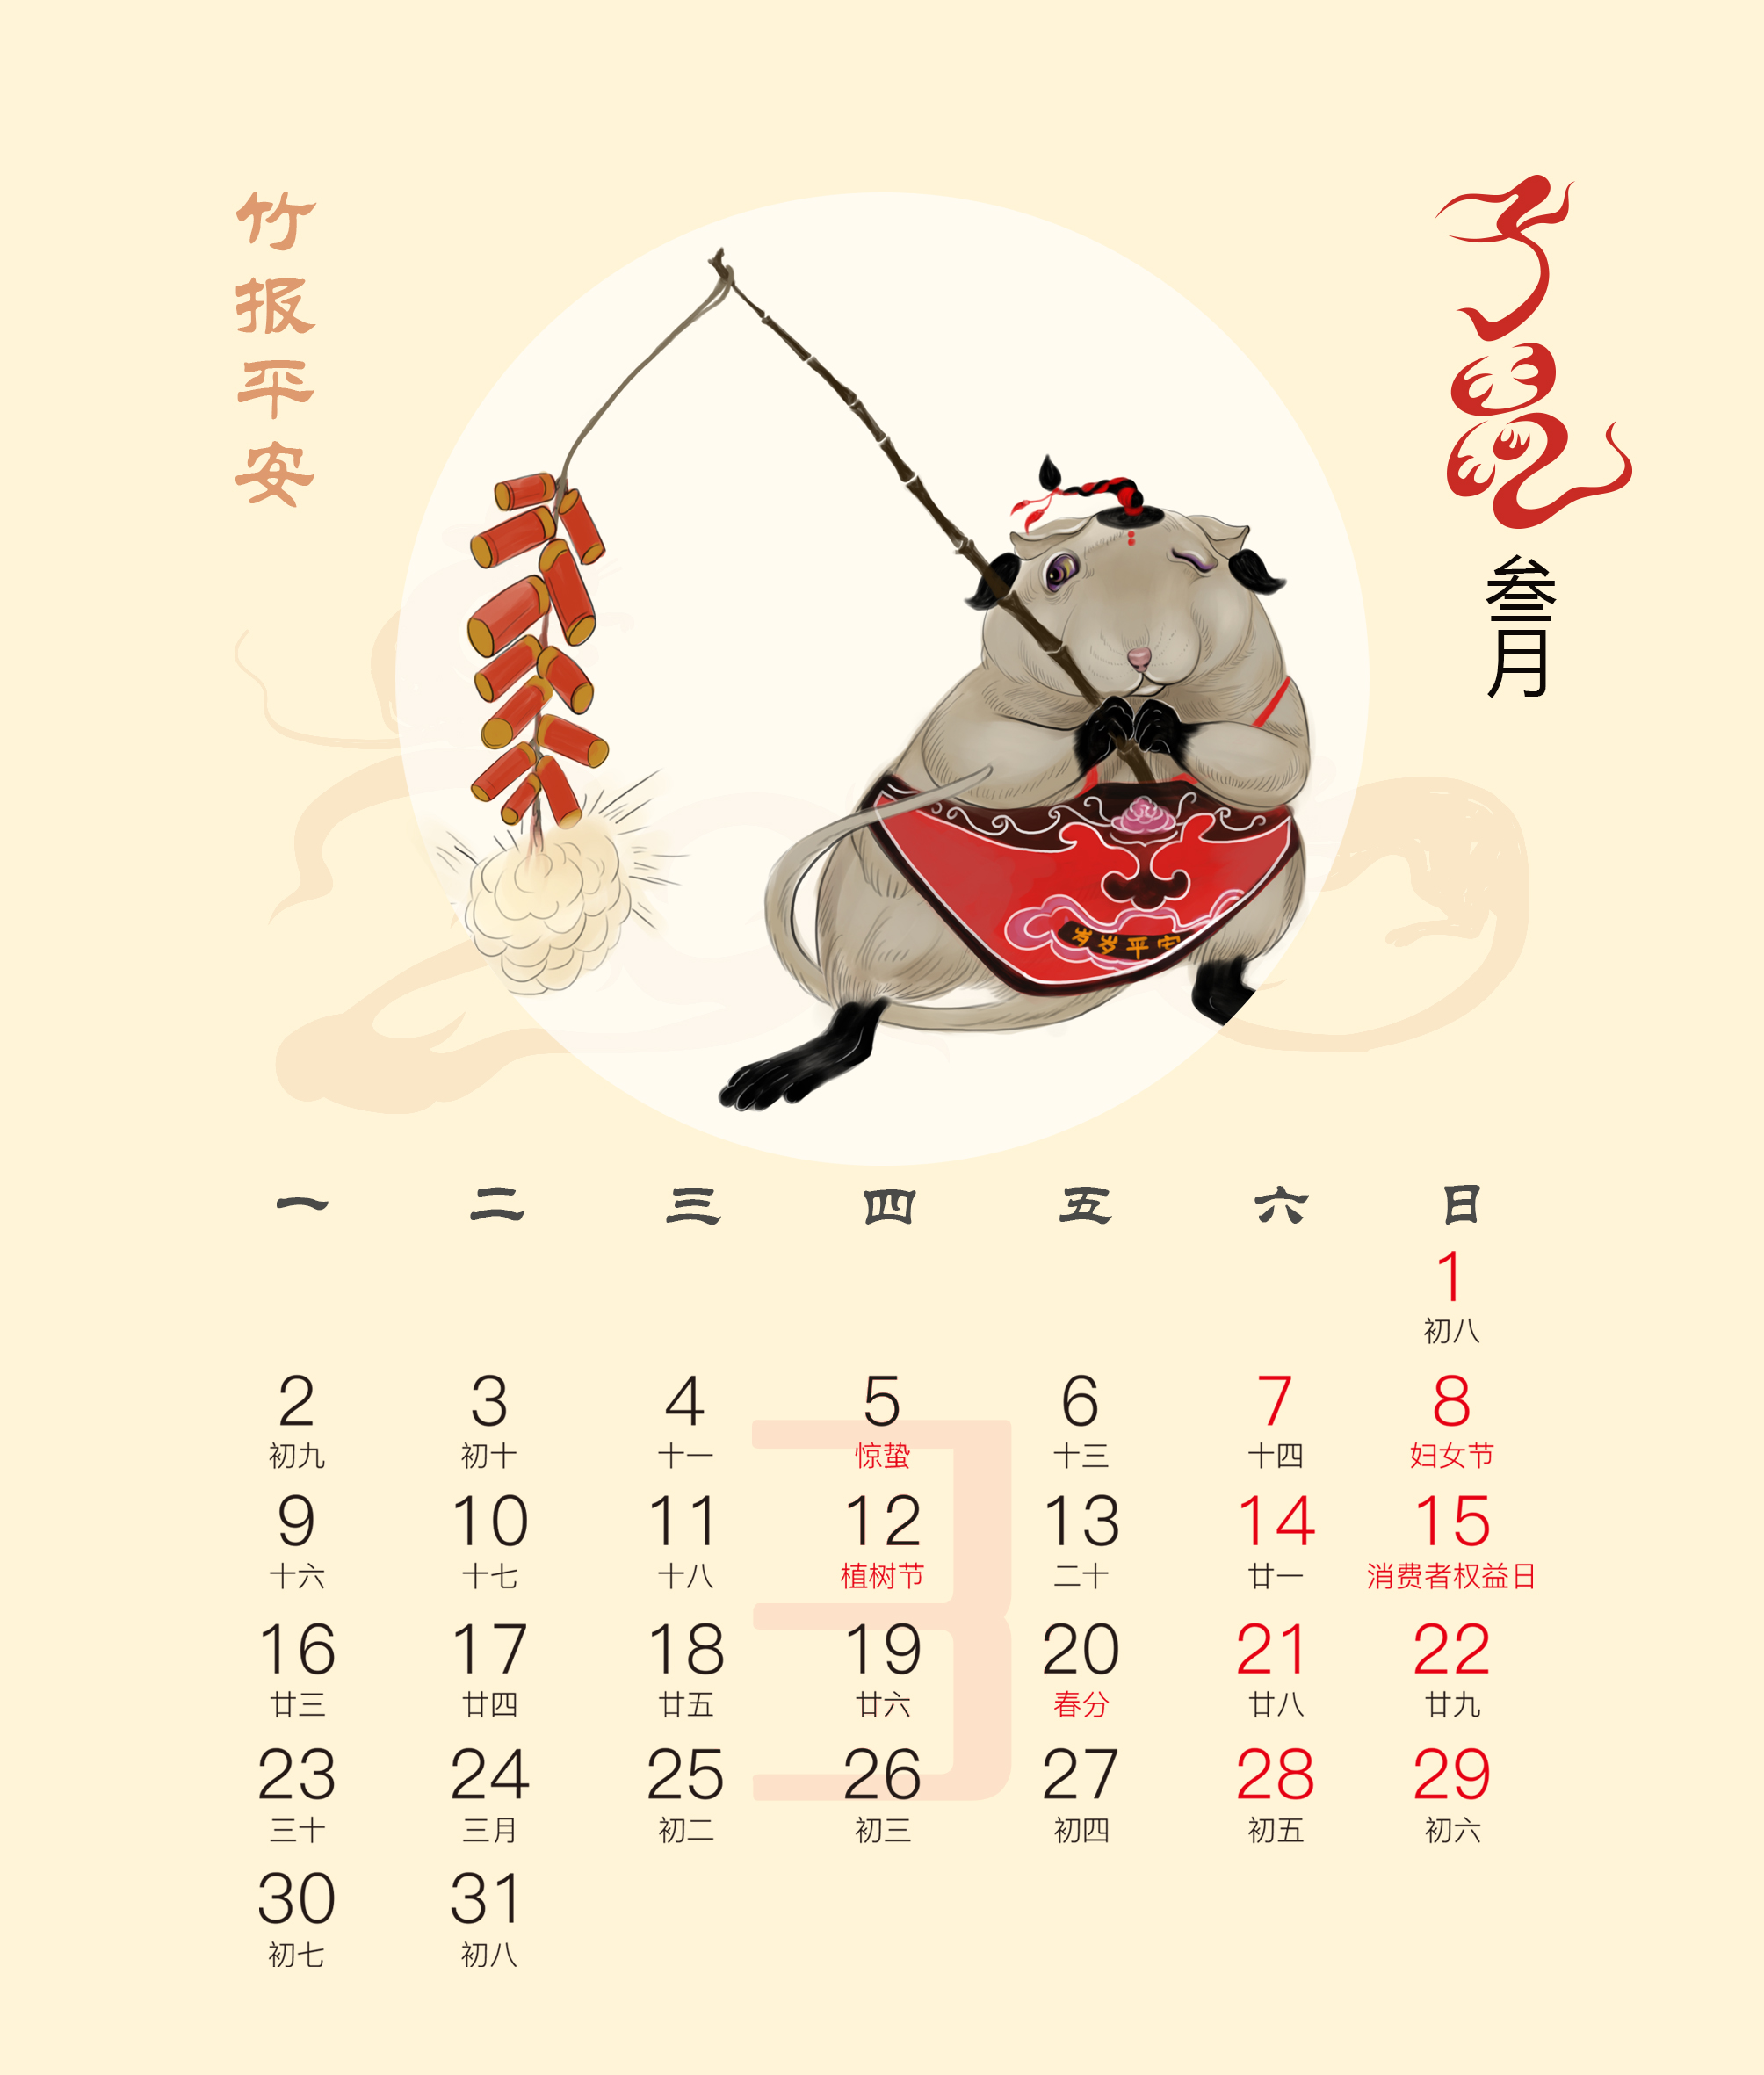 竹报平安
子鼠
叁月
岁岁平安
一 二 三 四 五 六 日
1
初八
2 3 4 5 6 7 8
初九 初十 十一 惊蛰 十三 十四 妇女节
9 10 11 12 13 14 15
十六 十七 十八 植树节 二十 廿一 消费者权益日
16 17 18 19 20 21 22
廿三 廿四 廿五 廿六 春分 廿八 廿九
23 24 25 26 27 28 29
三十 三月 初二 初三 初四 初五 初六
30 31
初七 初八
3